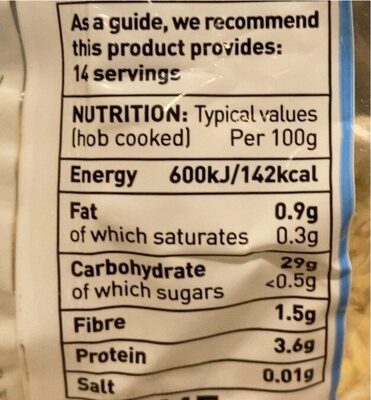 As a guide, we recommend
this product provides:
14 servings
NUTRITION: Typical values
(hob cooked) Per 100g
Energy 600kJ/142kcal
Fat 0.9g
of which saturates 0.3g
Carbohydrate 29g
of which sugars <0.5g
Fibre 1.5g
Protein 3.6g
Salt 0.01g